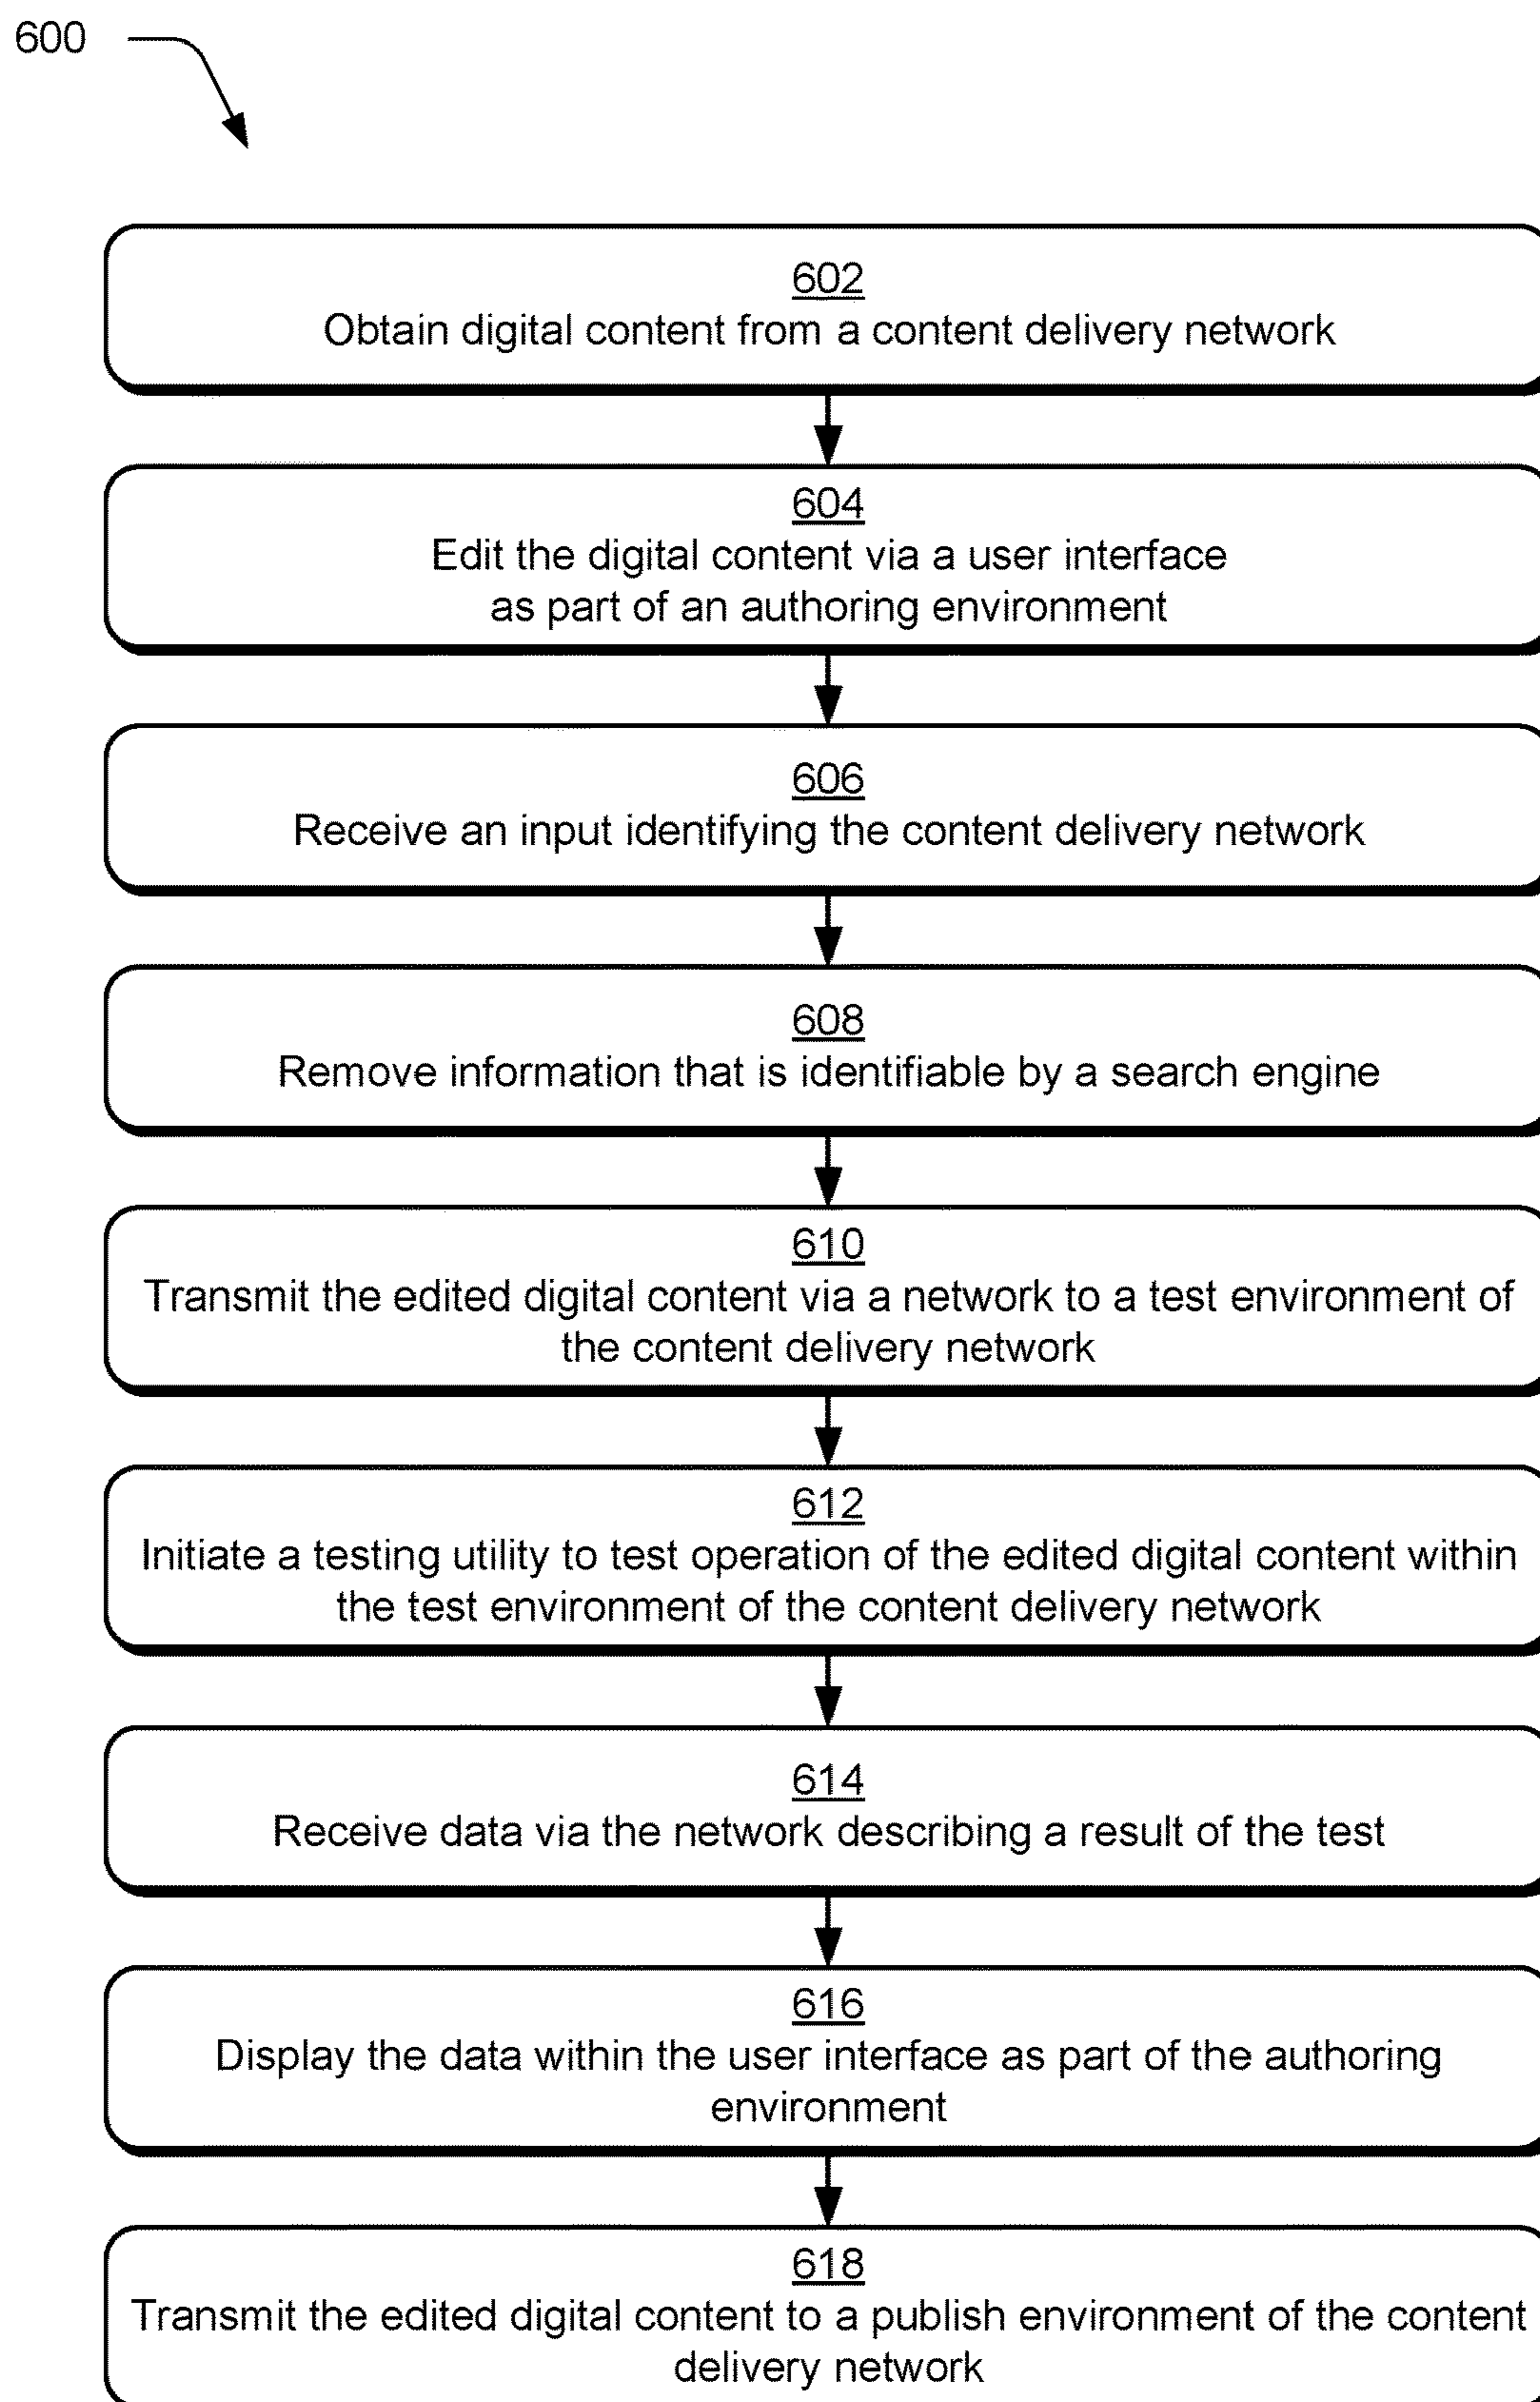 600
602
Obtain digital content from a content delivery network
604
Edit the digital content via a user interface
as part of an authoring environment
606
Receive an input identifying the content delivery network
608
Remove information that is identifiable by a search engine
610
Transmit the edited digital content via a network to a test environment of
the content delivery network
612
Initiate a testing utility to test operation of the edited digital content within
the test environment of the content delivery network
614
Receive data via the network describing a result of the test
616
Display the data within the user interface as part of the authoring
environment
618
Transmit the edited digital content to a publish environment of the content
delivery network